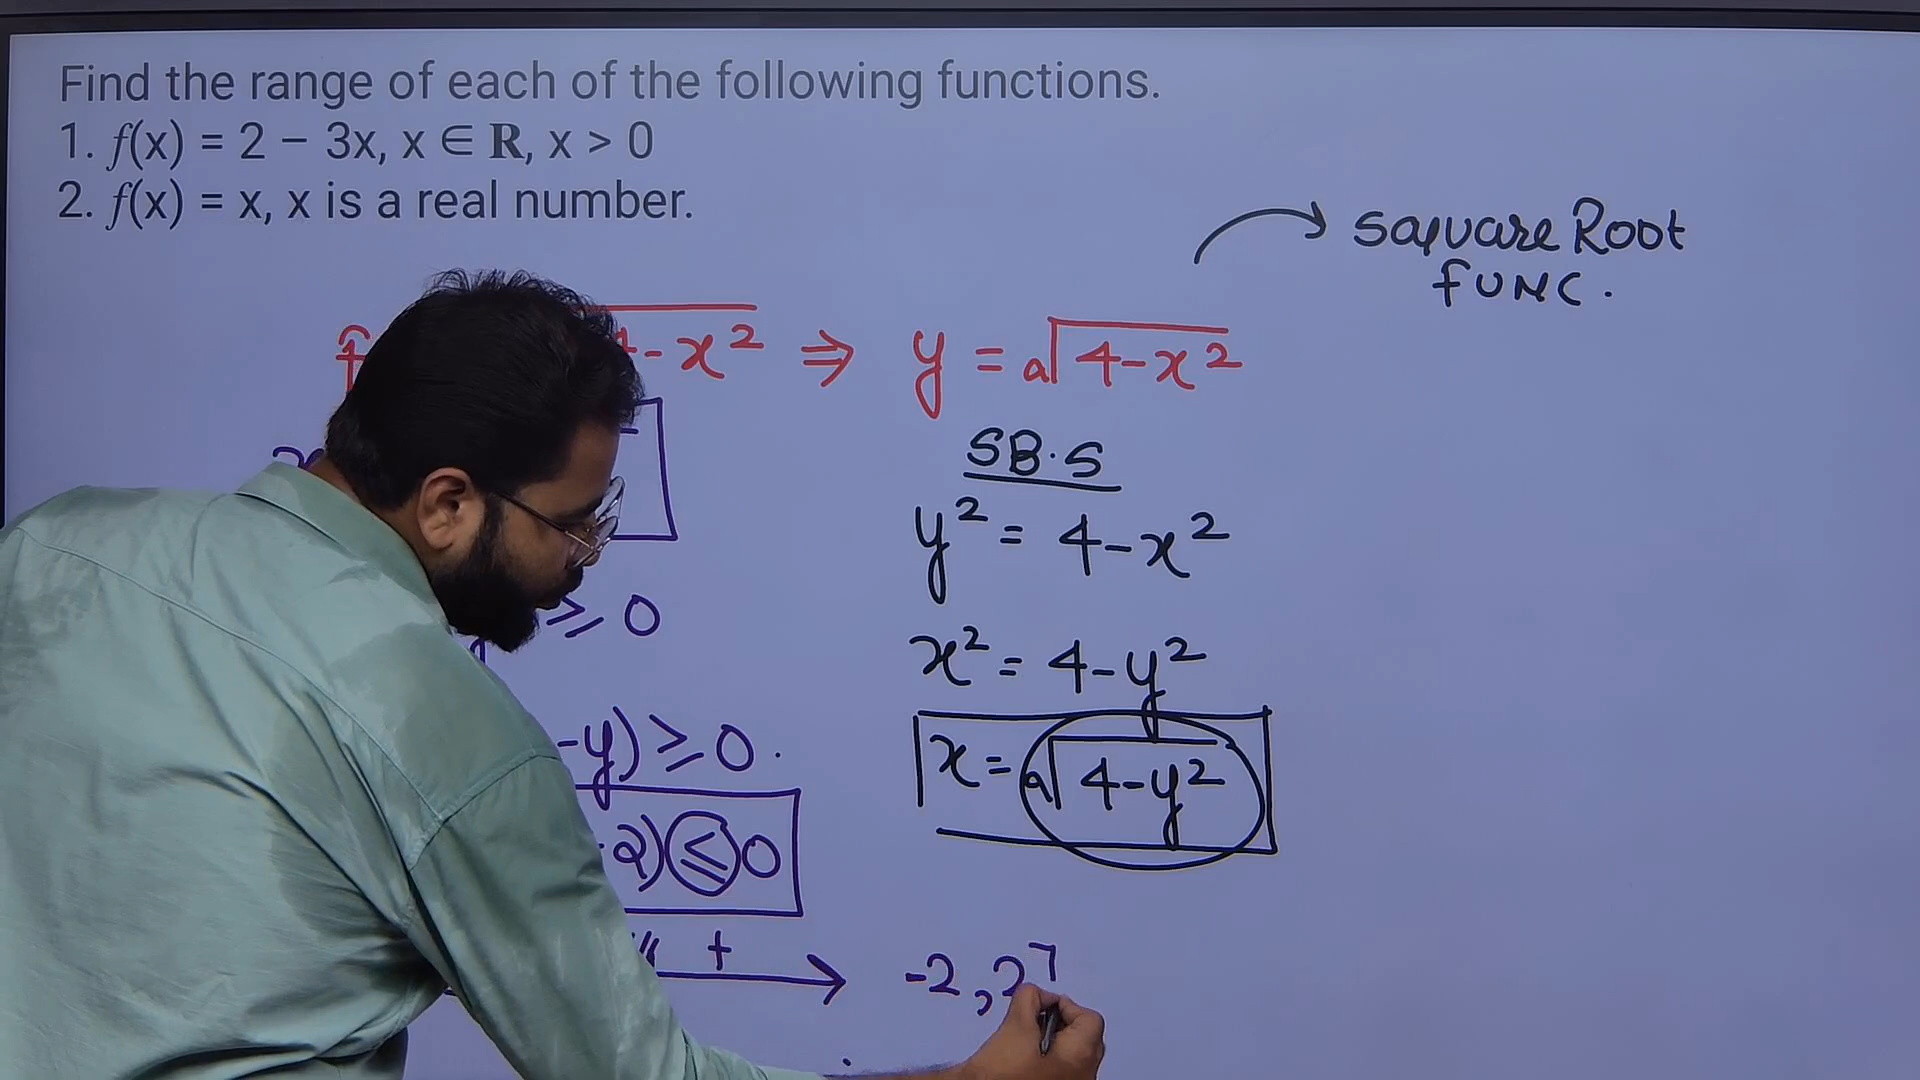 Find the range of each of the following functions.
1. f(x) = 2 – 3x, x ∈ R, x > 0
2. f(x) = x, x is a real number.
Square Root
func.
f - x² ⇒ y = √4-x²
SB.S
y² = 4-x²
≥ 0
x² = 4-y²
-y) ≥ 0.
x = √4-y²
2) ≤ 0
+
-2, 2]